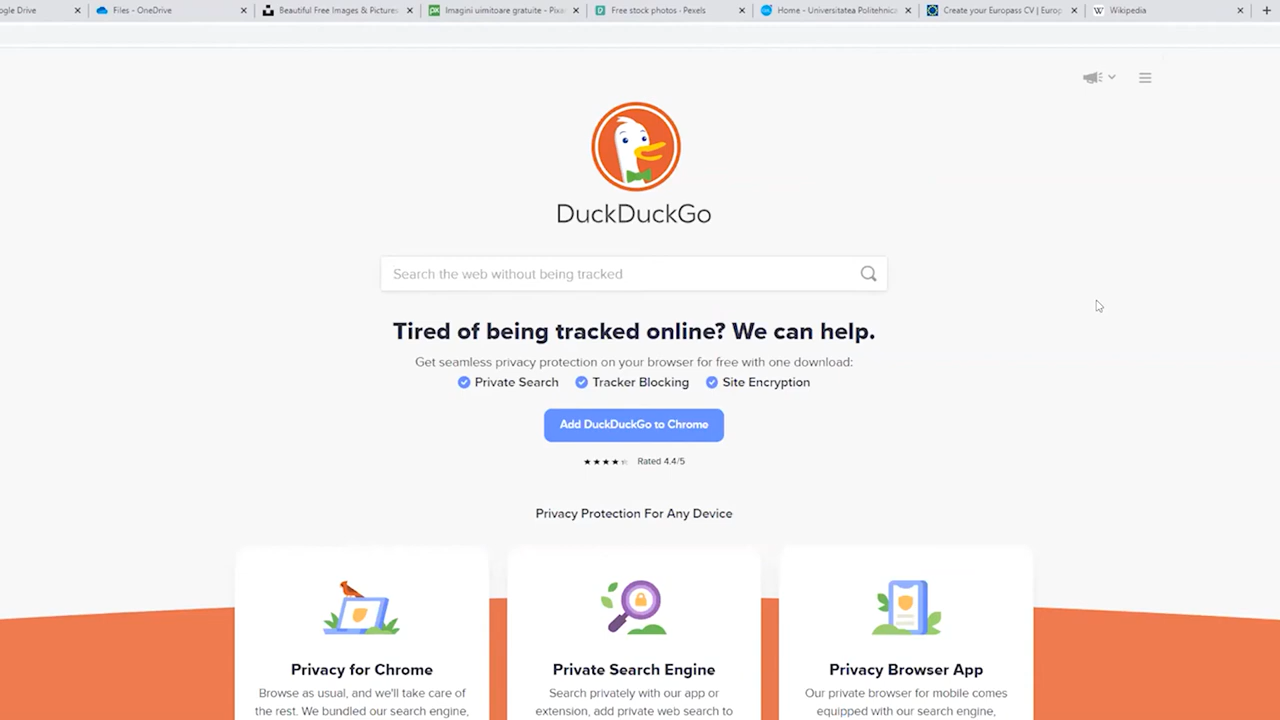 ogle Drive
Files - OneDrive
Beautiful Free Images & Pictures
Imagini uimitoare gratuite - Pixa
Free stock photos · Pexels
Home - Universitatea Politehnica
Create your Europass CV | Europ
W Wikipedia
DuckDuckGo
Search the web without being tracked
Tired of being tracked online? We can help.
Get seamless privacy protection on your browser for free with one download:
Private Search
Tracker Blocking
Site Encryption
Add DuckDuckGo to Chrome
Rated 4.4/5
Privacy Protection For Any Device
Privacy for Chrome
Browse as usual, and we'll take care of
the rest. We bundled our search engine,
Private Search Engine
Search privately with our app or
extension, add private web search to
Privacy Browser App
Our private browser for mobile comes
equipped with our search engine,